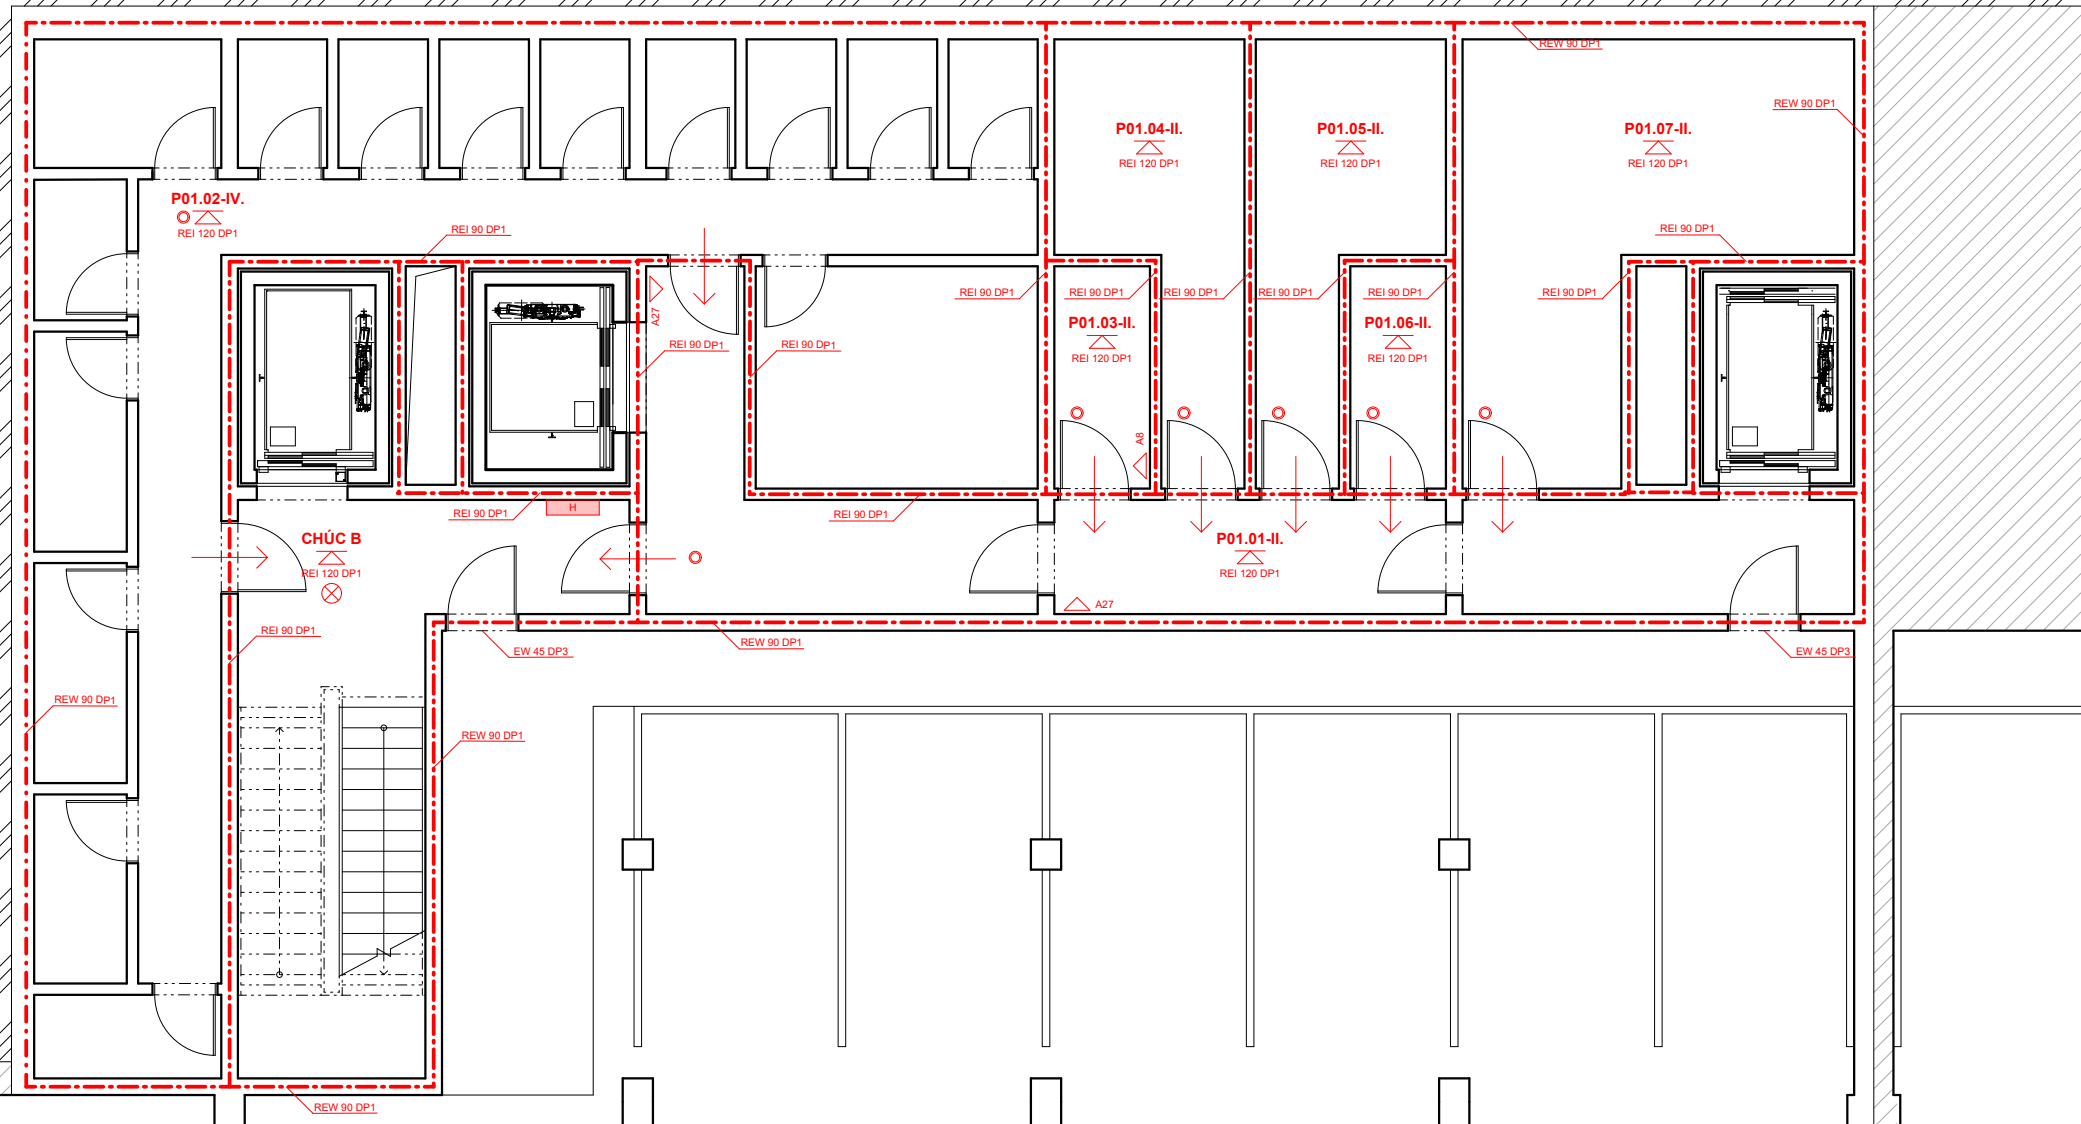 REW 90 DP1
REW 90 DP1
P01.04-II.
REI 120 DP1
P01.05-II.
REI 120 DP1
P01.07-II.
REI 120 DP1
P01.02-IV.
REI 120 DP1
REI 90 DP1
REI 90 DP1
REI 90 DP1
REI 90 DP1
REI 90 DP1
REI 90 DP1
REI 90 DP1
REI 90 DP1
A27
P01.03-II.
REI 120 DP1
P01.06-II.
REI 120 DP1
REI 90 DP1
REI 90 DP1
A8
REI 90 DP1
H
REI 90 DP1
CHÚC B
REI 120 DP1
P01.01-II.
REI 120 DP1
A27
REI 90 DP1
REW 90 DP1
EW 45 DP3
EW 45 DP3
REW 90 DP1
REW 90 DP1
REW 90 DP1